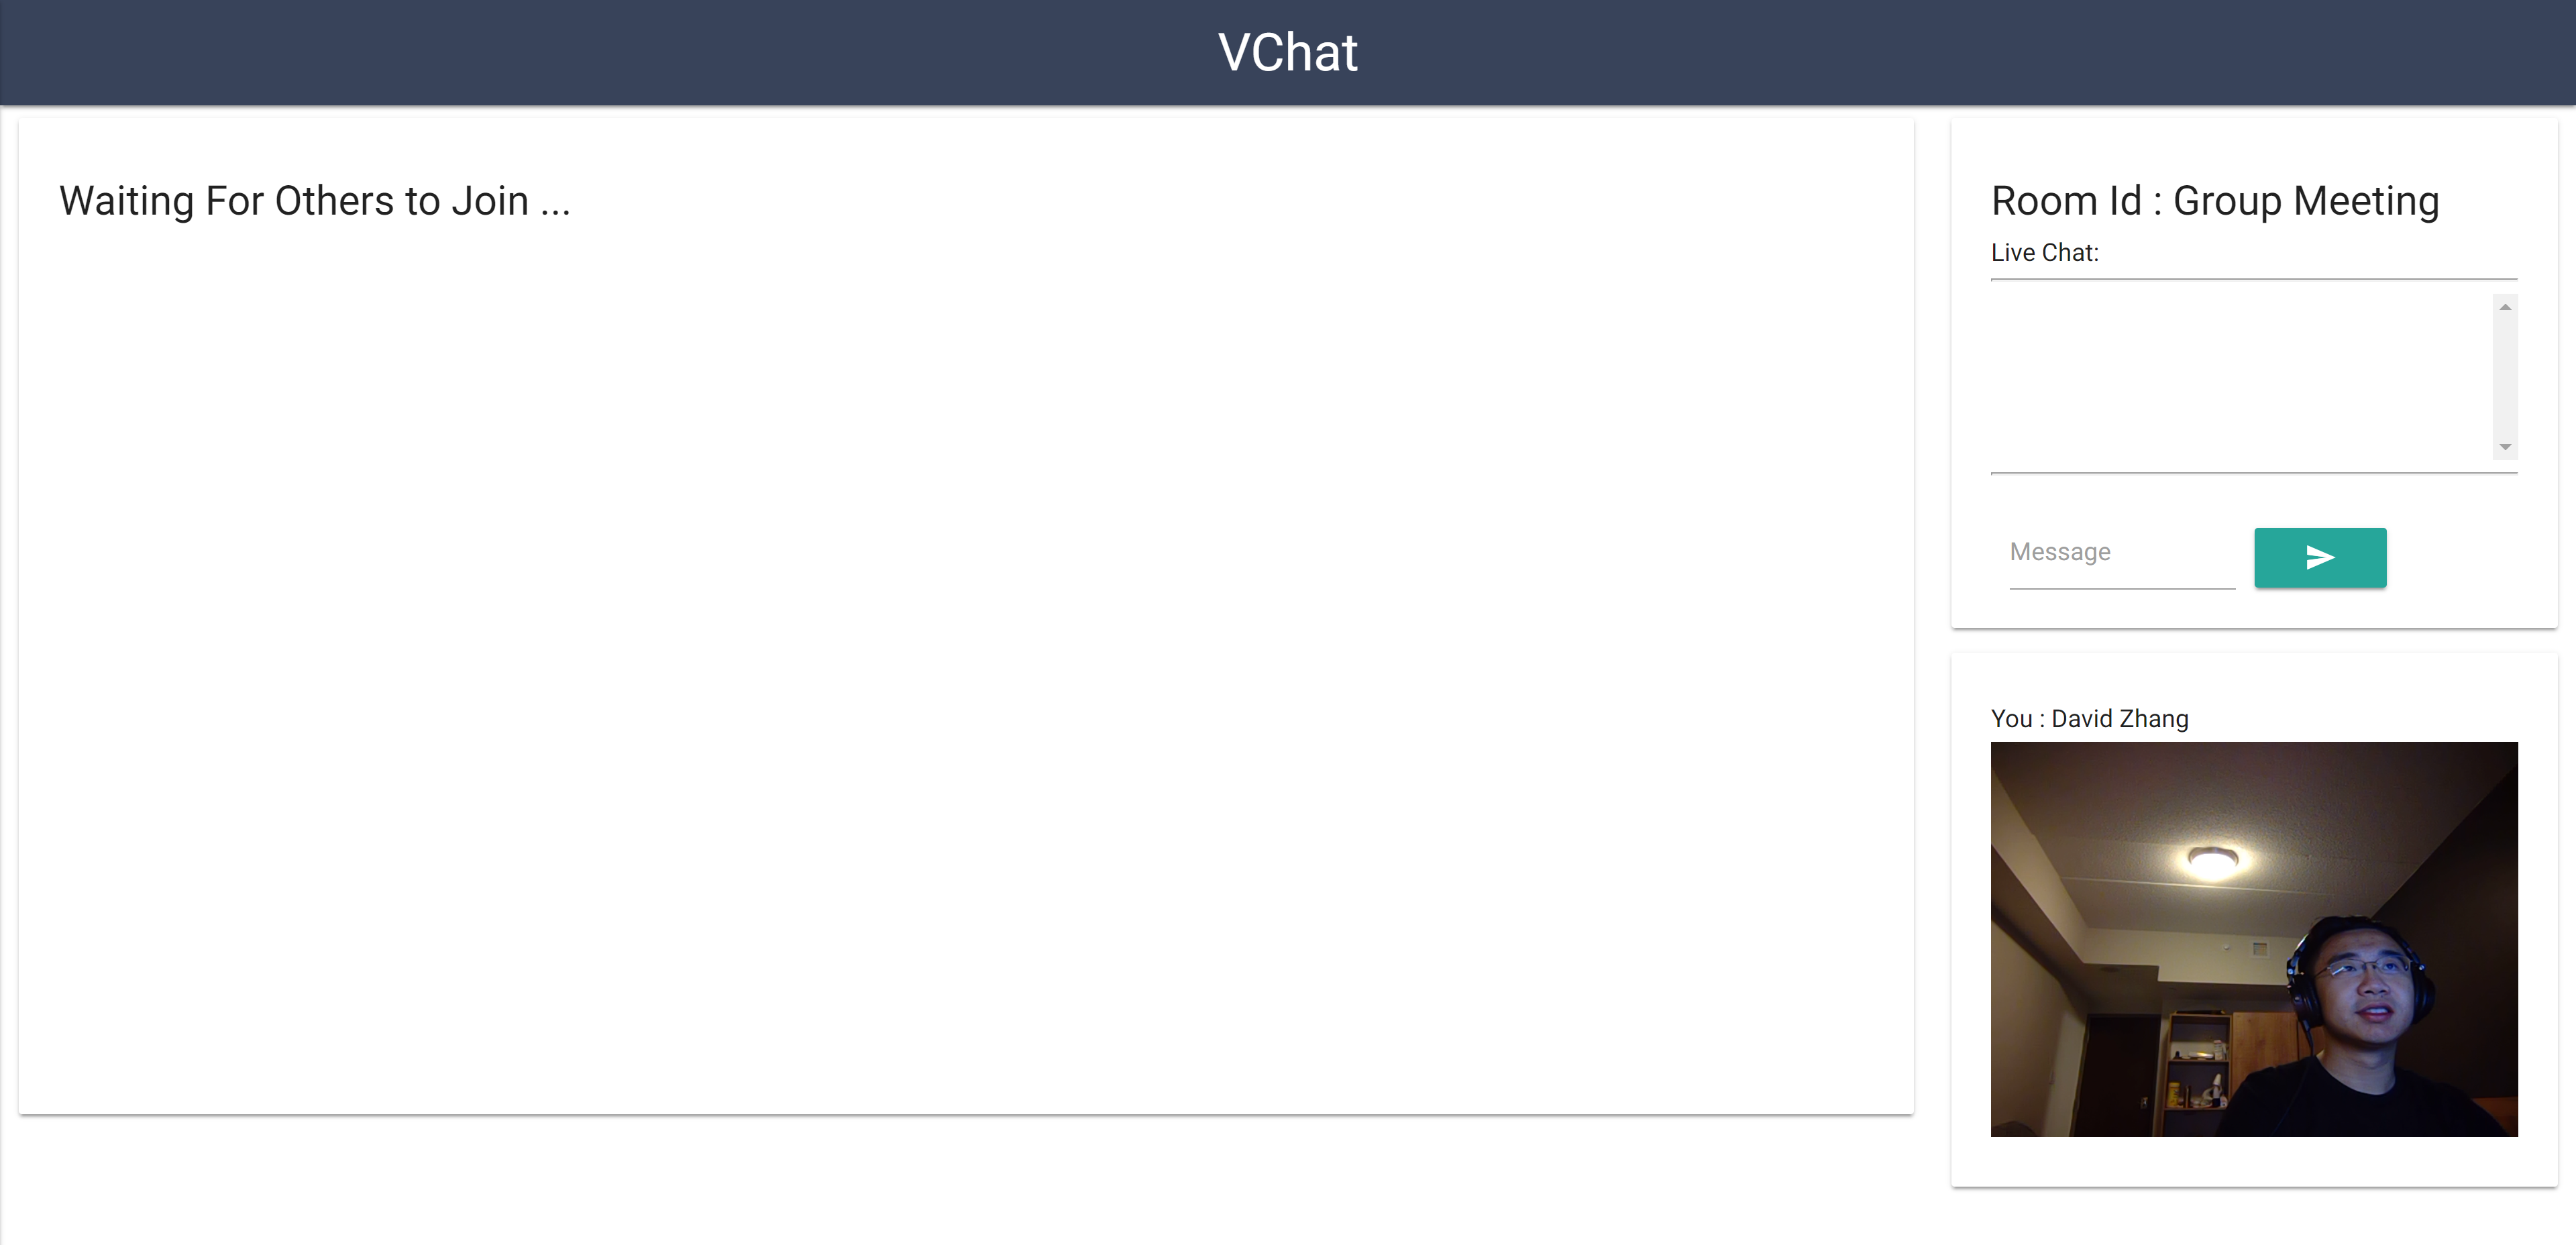 VChat
Waiting For Others to Join ...
Room Id : Group Meeting
Live Chat:
Message
You : David Zhang